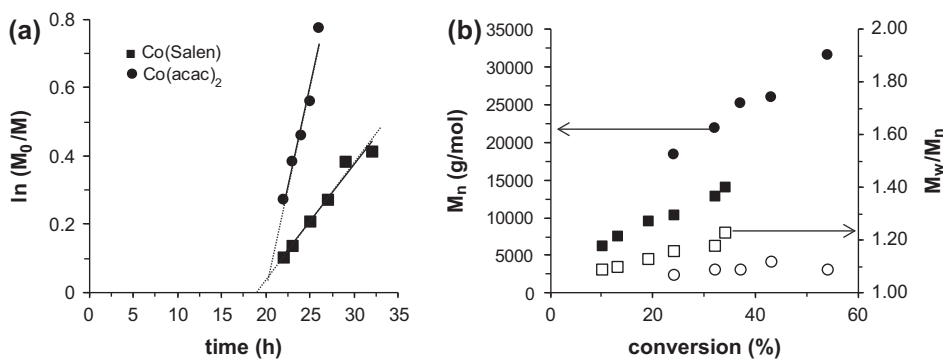 (a)
0.8
0.6
0.4
0.2
0
ln (M₀/M)
Co(Salen)
Co(acac)₂
0 5 10 15 20 25 30 35
time (h)
(b)
35000
30000
25000
20000
15000
10000
5000
0
Mₙ (g/mol)
2.00
1.80
1.60
1.40
1.20
1.00
M_w/Mₙ
0 20 40 60
conversion (%)